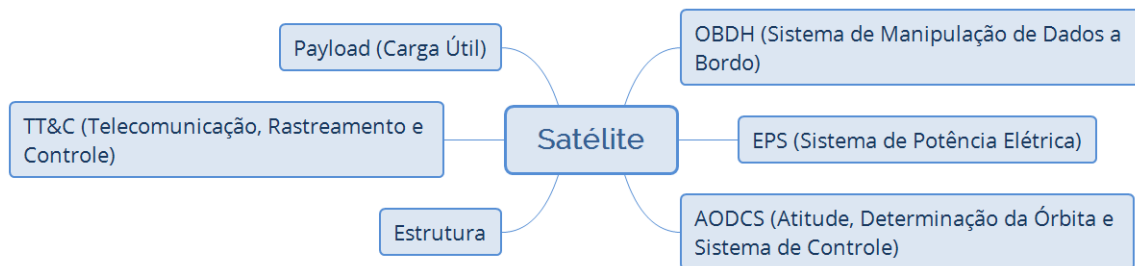 Payload (Carga Útil)
TT&C (Telecomunicação, Rastreamento e
Controle)
Estrutura
Satélite
OBDH (Sistema de Manipulação de Dados a
Bordo)
EPS (Sistema de Potência Elétrica)
AODCS (Atitude, Determinação da Órbita e
Sistema de Controle)